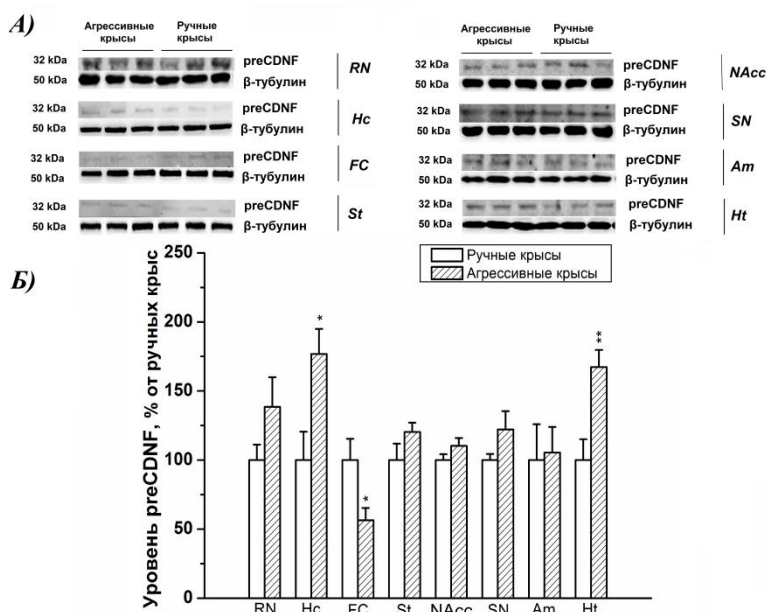 А)
Агрессивные крысы
Ручные крысы
32 kDa preCDNF
50 kDa β-тубулин
RN
32 kDa preCDNF
50 kDa β-тубулин
Hc
32 kDa preCDNF
50 kDa β-тубулин
FC
32 kDa preCDNF
50 kDa β-тубулин
St
Агрессивные крысы
Ручные крысы
32 kDa preCDNF
50 kDa β-тубулин
NAcc
32 kDa preCDNF
50 kDa β-тубулин
SN
32 kDa preCDNF
50 kDa β-тубулин
Am
32 kDa preCDNF
50 kDa β-тубулин
Ht
Б)
Уровень preCDNF, % от ручных крыс
250
200
150
100
50
0
Ручные крысы
Агрессивные крысы
*
*
**
RN Hc FC St NAcc SN Am Ht